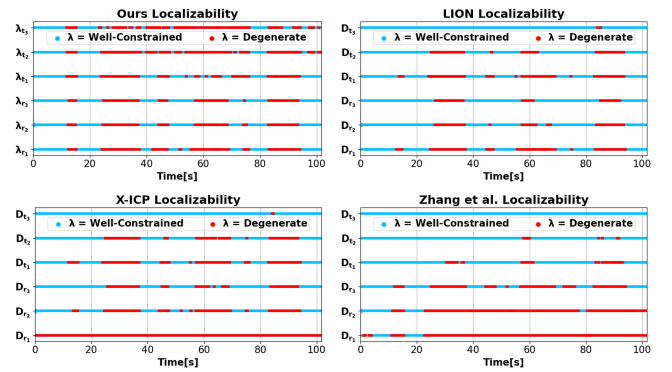 Ours Localizability
λt3
λ = Well-Constrained λ = Degenerate
λt2
λt1
λr3
λr2
λr1
0 20 40 60 80 100
Time[s]
LION Localizability
Dt3
λ = Well-Constrained λ = Degenerate
Dt2
Dt1
Dr3
Dr2
Dr1
0 20 40 60 80 100
Time[s]
X-ICP Localizability
Dt3
λ = Well-Constrained λ = Degenerate
Dt2
Dt1
Dr3
Dr2
Dr1
0 20 40 60 80 100
Time[s]
Zhang et al. Localizability
Dt3
λ = Well-Constrained λ = Degenerate
Dt2
Dt1
Dr3
Dr2
Dr1
0 20 40 60 80 100
Time[s]